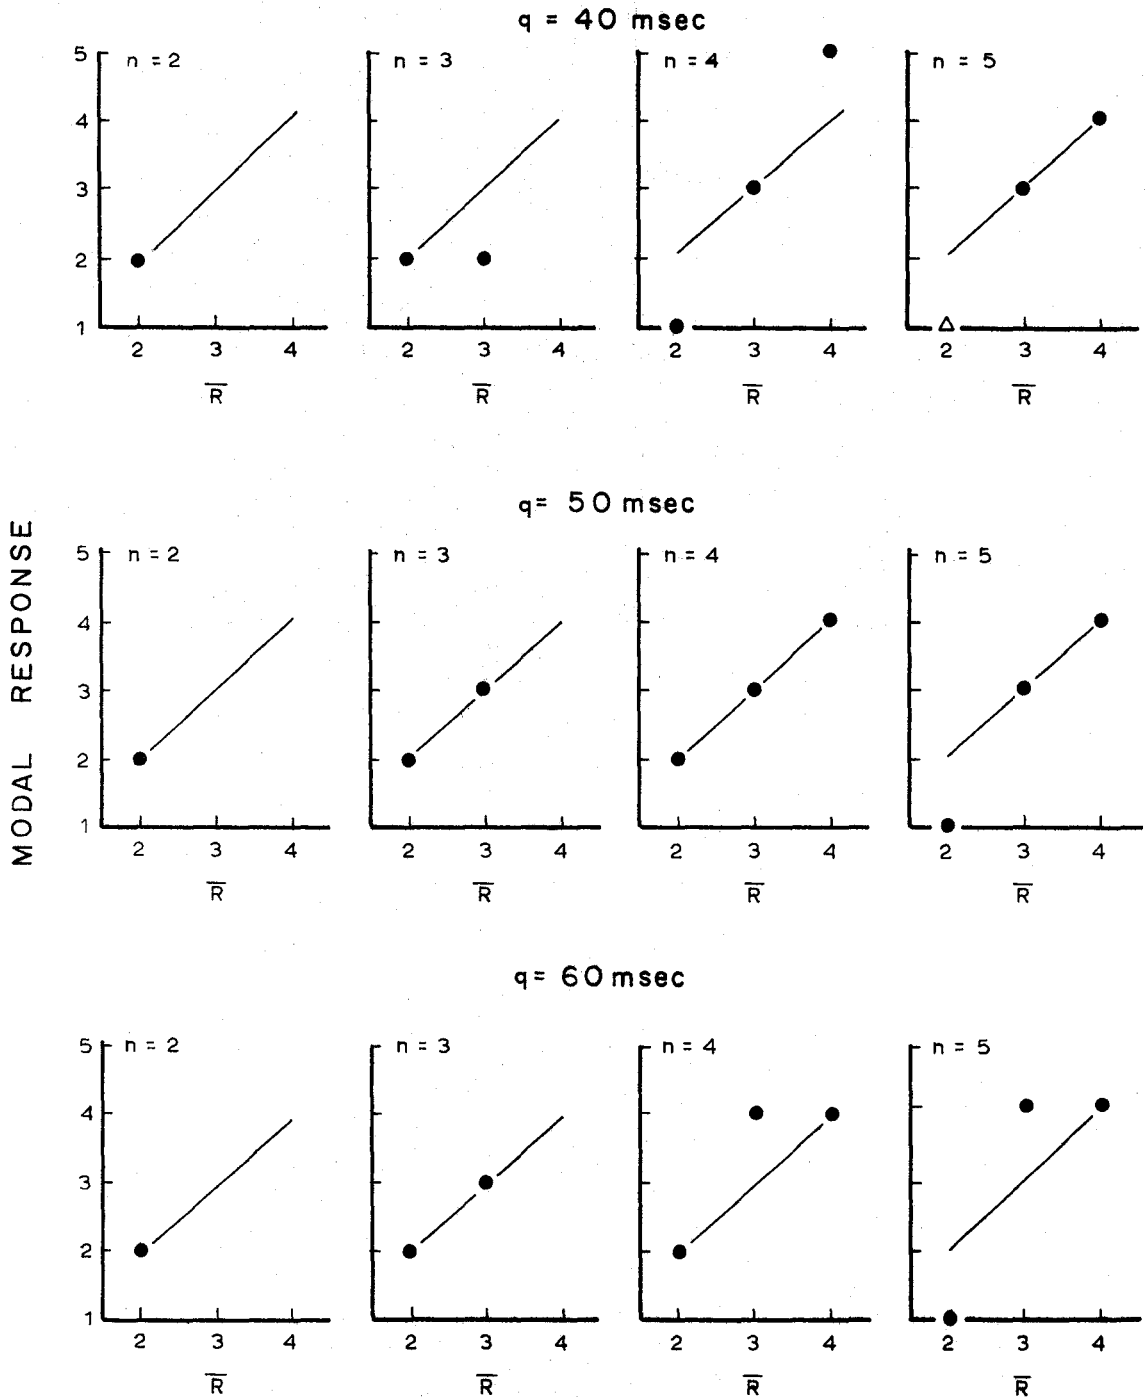 q = 40 msec
n = 2
n = 3
n = 4
n = 5
5
4
3
2
1
2 3 4
2 3 4
2 3 4
2 3 4
R̅
R̅
R̅
R̅
MODAL RESPONSE
q= 50 msec
n = 2
n = 3
n = 4
n = 5
5
4
3
2
1
2 3 4
2 3 4
2 3 4
2 3 4
R̅
R̅
R̅
R̅
q= 60 msec
n = 2
n = 3
n = 4
n = 5
5
4
3
2
1
2 3 4
2 3 4
2 3 4
2 3 4
R̅
R̅
R̅
R̅